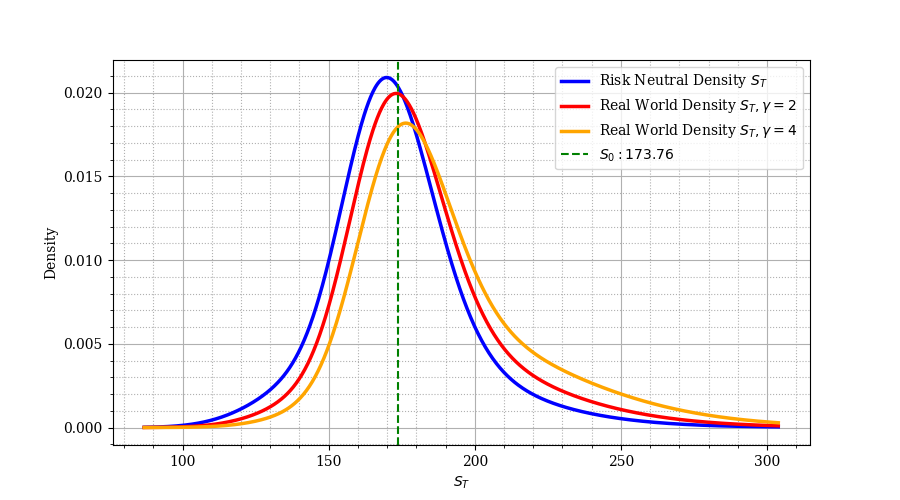 Risk Neutral Density $S_T$
Real World Density $S_T$, γ = 2
Real World Density $S_T$, γ = 4
$S_0$ : 173.76
0.020
0.015
0.010
0.005
0.000
Density
100 150 200 250 300
$S_T$